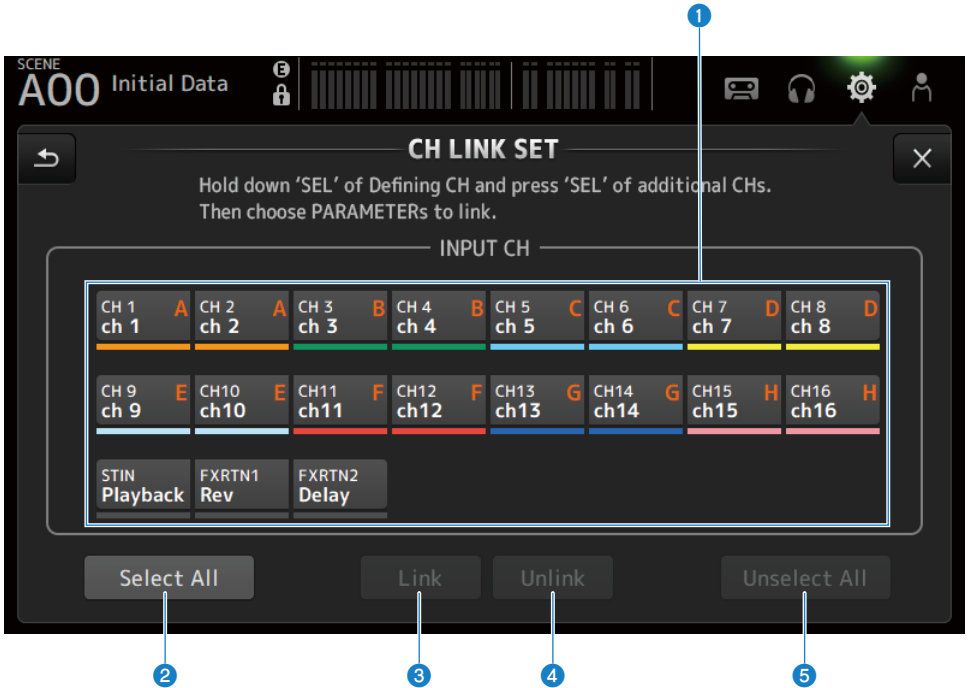 1
SCENE
A00 Initial Data
E
CH LINK SET
Hold down ‘SEL’ of Defining CH and press ‘SEL’ of additional CHs.
Then choose PARAMETERs to link.
INPUT CH
CH 1 A CH 2 A CH 3 B CH 4 B CH 5 C CH 6 C CH 7 D CH 8 D
ch 1 ch 2 ch 3 ch 4 ch 5 ch 6 ch 7 ch 8
CH 9 E CH10 E CH11 F CH12 F CH13 G CH14 G CH15 H CH16 H
ch 9 ch10 ch11 ch12 ch13 ch14 ch15 ch16
STIN FXRTN1 FXRTN2
Playback Rev Delay
Select All Link Unlink Unselect All
2 3 4 5